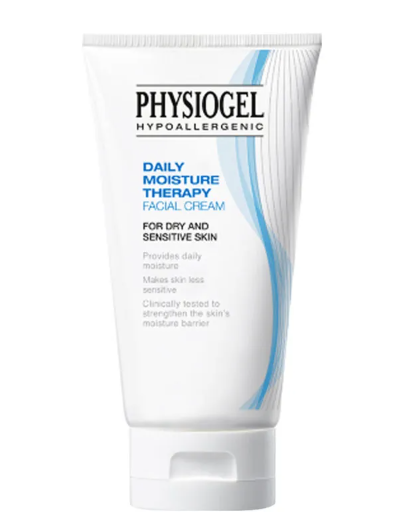 PHYSIOGEL
HYPOALLERGENIC
DAILY
MOISTURE
THERAPY
FACIAL CREAM
FOR DRY AND
SENSITIVE SKIN
Provides daily
moisture
Makes skin less
sensitive
Clinically tested to
strengthen the skin's
moisture barrier